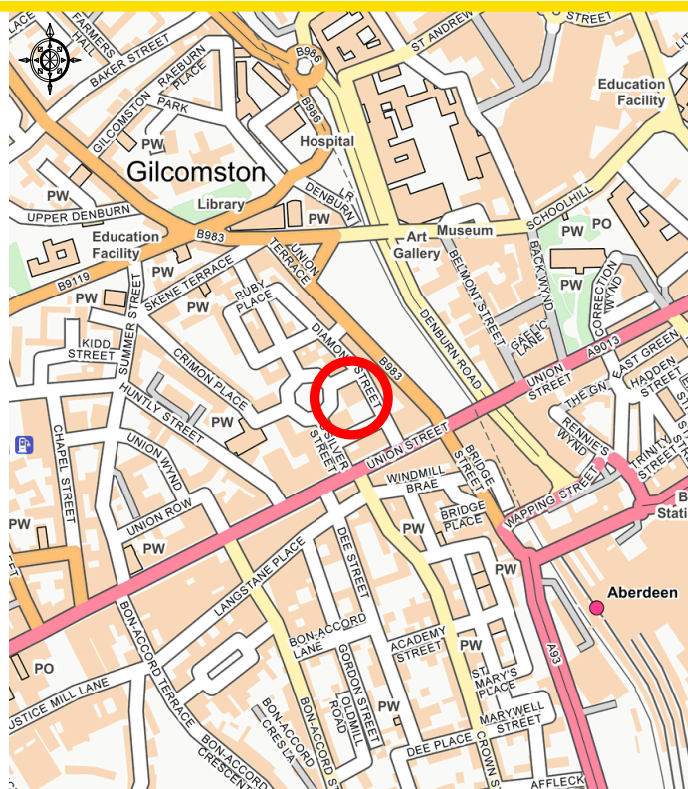 PLACE
FARMERS
HALL
BAKER STREET
RAEBURN
PLACE
GILCOMSTON
PARK
B986
B986
ST ANDREW
STREET
Education
Facility
PW
Hospital
Gilcomston
LR
DENBURN
PW
UPPER DENBURN
Library
PW
B983
Education
Facility
UNION
TERRACE
Art
Gallery
Museum
SCHOOLHILL
PW
PO
PW
B9119
PW
SKENE TERRACE
PW
RUBY
PLACE
BELMONT STREET
BACK WYND
CORRECTION
WYND
PW
KIDD
STREET
SUMMER STREET
CRIMON PLACE
DIAMOND STREET
B983
DENBURN ROAD
GAELIC
LANE
A9013
UNION
STREET
EAST GREEN
HADDEN
STREET
THE GN
HUNTLY STREET
PW
S SILVER
STREET
UNION STREET
RENNIE'S
WYND
TRINITY
STREET
CHAPEL STREET
UNION WYND
WINDMILL
BRAE
BRIDGE
STREET
BRIDGE
PLACE
WAPPING STREET
B
Stati
PW
UNION ROW
PW
LANGSTANE PLACE
DEE STREET
PW
PW
Aberdeen
ET
BON-ACCORD
LANE
ACADEMY
STREET
PW
A93
PO
JUSTICE MILL LANE
BON-ACCORD TERRACE
GORDON STREET
OLDMILL
ROAD
ST
MARY'S
PLACE
PW
MARYWELL
STREET
BON-ACCORD
CRES LA
BON-ACCORD
CRESCENT
BON-ACCORD ST
DEE PLACE
CROWN S
AFFLECK